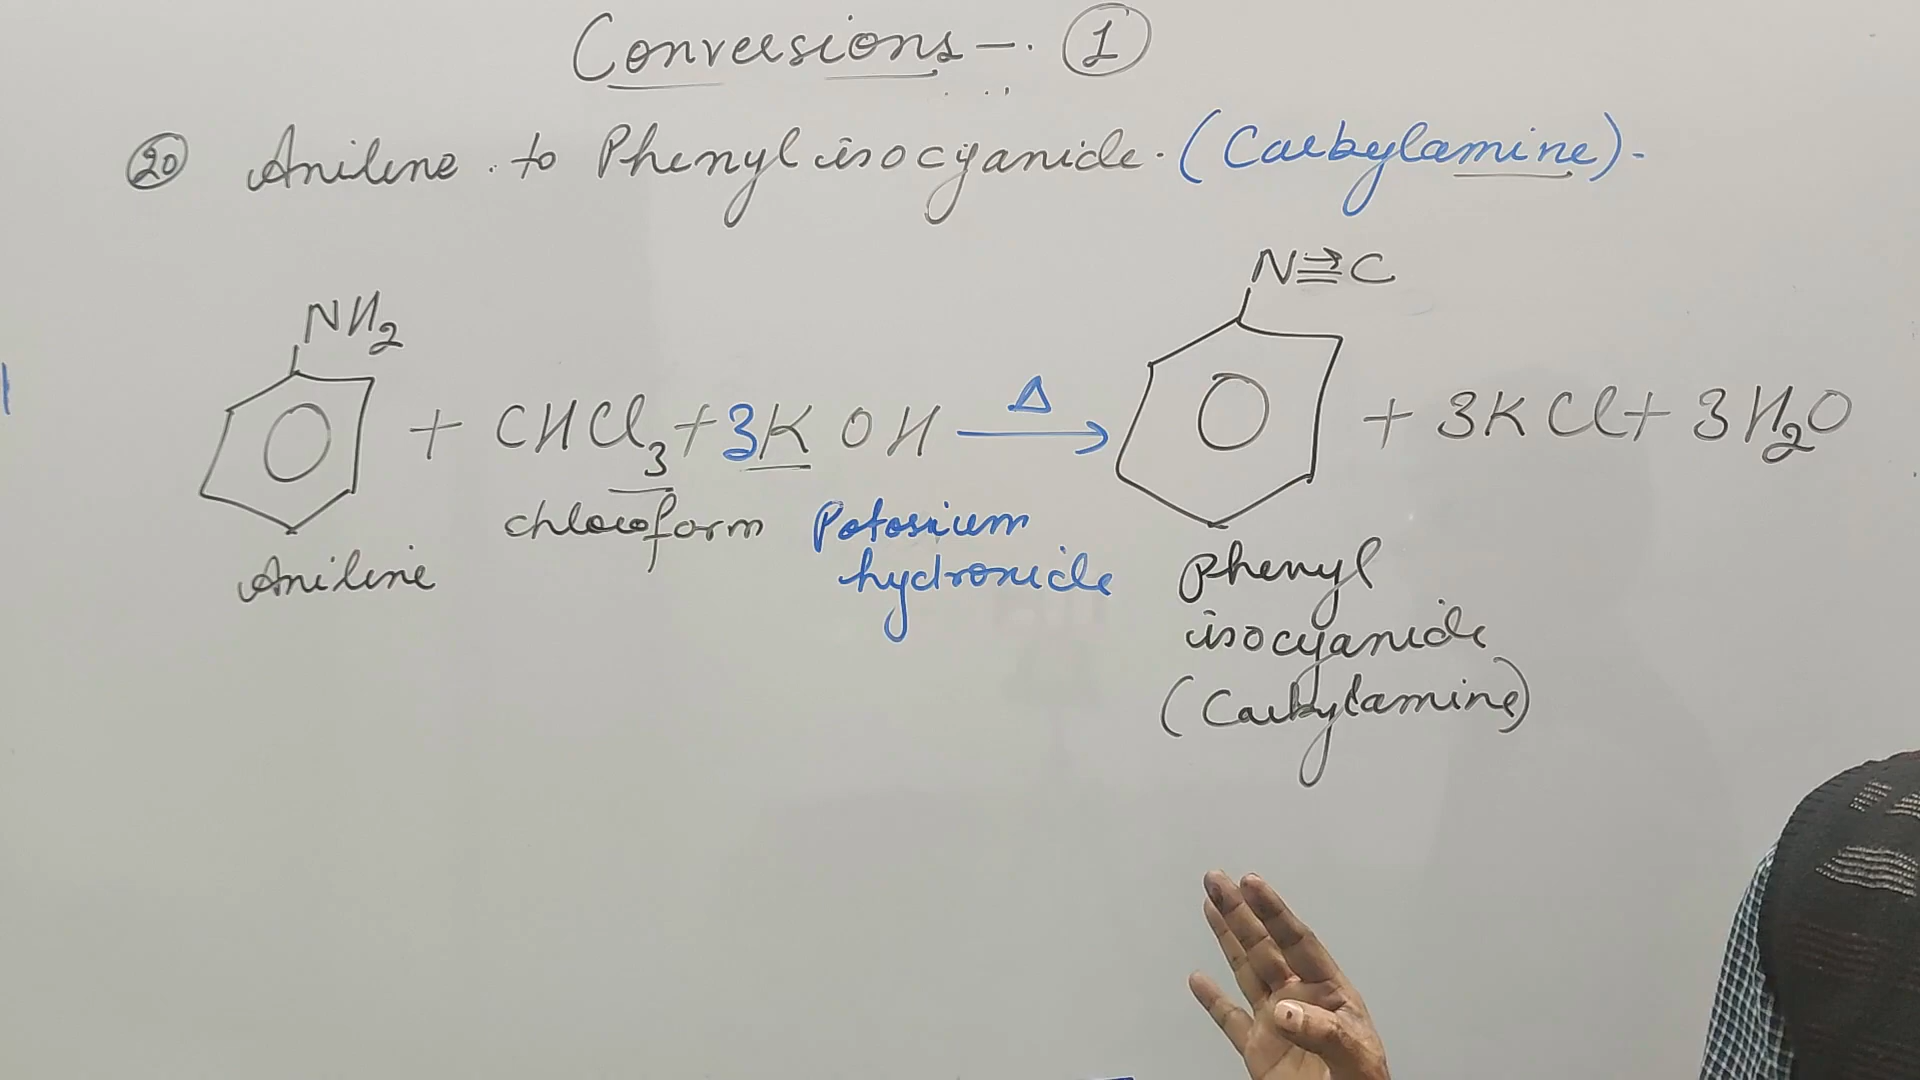 Conversions - . 1
20 Aniline . to Phenyl isocyanide . (Carbylamine) -
NH2
N≡C
+ CHCl3 + 3KOH Δ → + 3KCl + 3H2O
Aniline
chloroform
Potassium
hydroxide
phenyl
isocyanide
(Carbylamine)